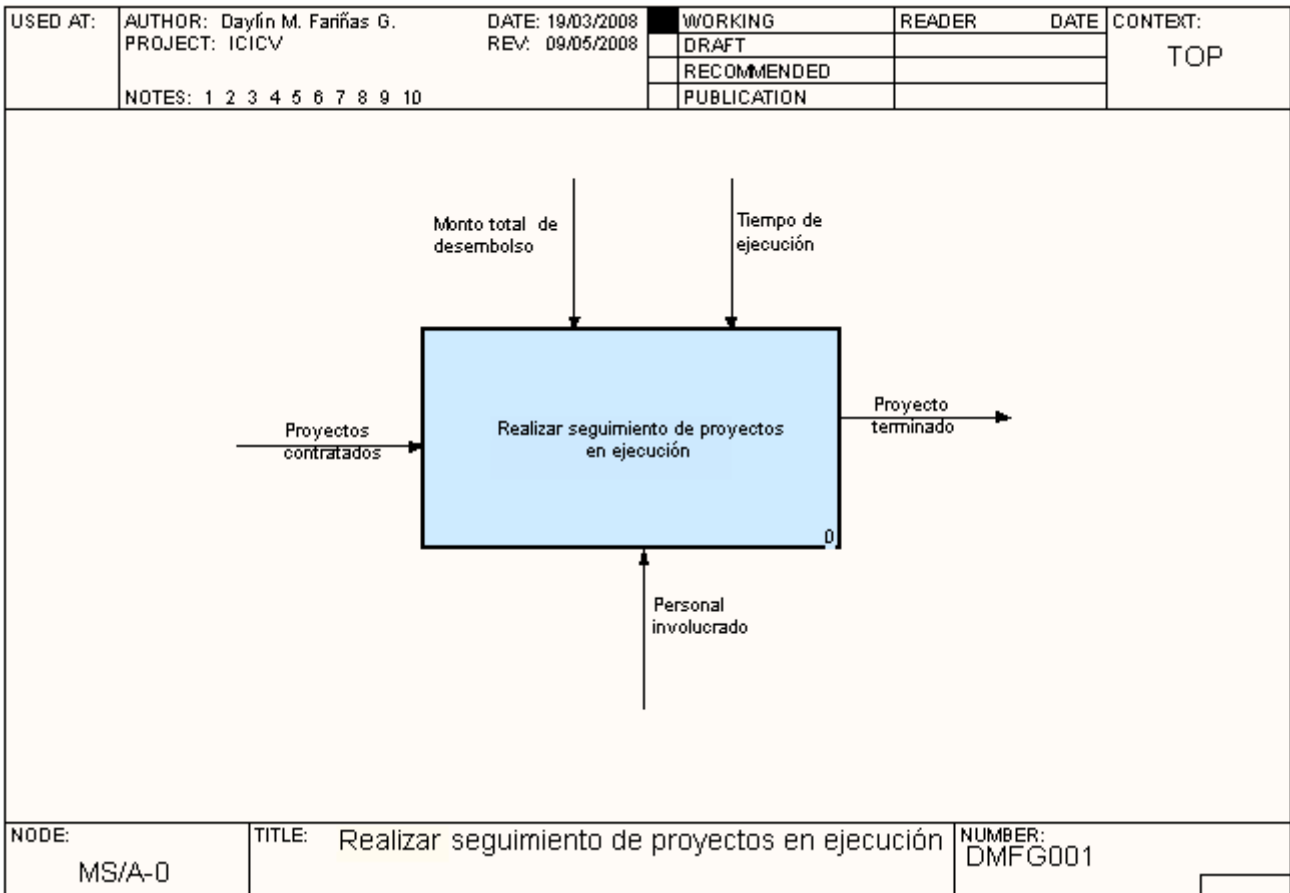 USED AT:
AUTHOR: Daylin M. Fariñas G.
DATE: 19/03/2008
PROJECT: ICICV
REV: 09/05/2008
NOTES: 1 2 3 4 5 6 7 8 9 10
WORKING
DRAFT
RECOMMENDED
PUBLICATION
READER DATE
CONTEXT:
TOP
Monto total de
desembolso
Tiempo de
ejecución
Proyectos
contratados
Realizar seguimiento de proyectos
en ejecución
0
Proyecto
terminado
Personal
involucrado
NODE:
MS/A-0
TITLE: Realizar seguimiento de proyectos en ejecución
NUMBER:
DMFG001